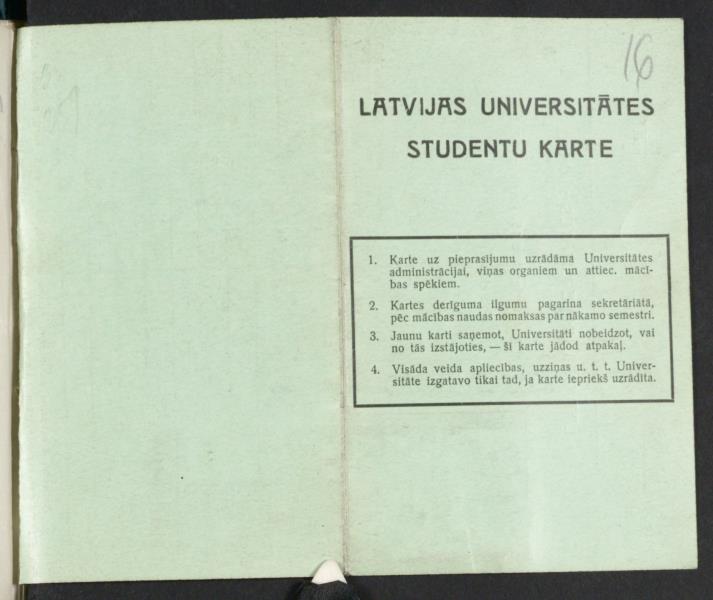 16
LATVIJAS UNIVERSITĀTES
STUDENTU KARTE
1. Karte uz pieprasījumu uzrādāma Universitātes
administrācijai, viņas organiem un attiec. mācī-
bas spēkiem.
2. Kartes derīguma ilgumu pagarina sekretāriātā,
pēc mācības naudas nomaksas par nākamo semestri.
3. Jaunu karti saņemot, Universitāti nobeidzot, vai
no tās izstājoties, — šī karte jādod atpakaļ.
4. Visāda veida apliecības, uzziņas u. t. t. Univer-
sitāte izgatavo tikai tad, ja karte iepriekš uzrādīta.